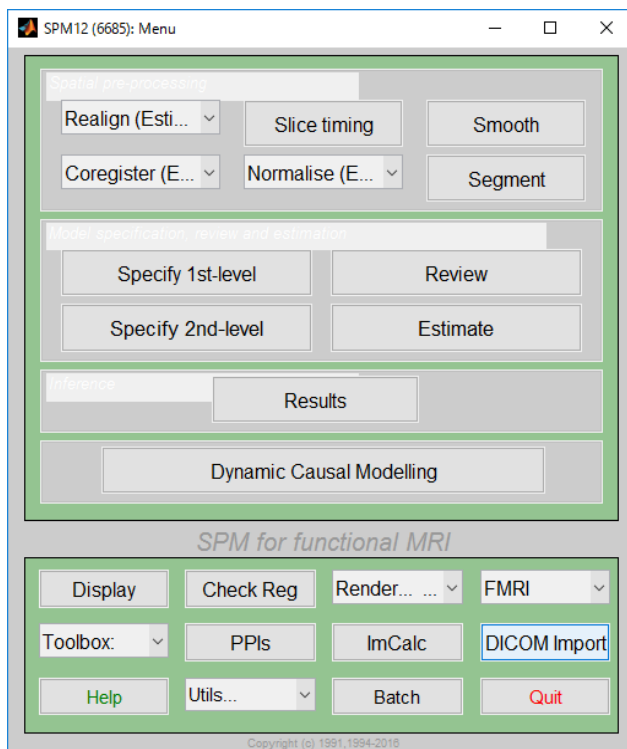 SPM12 (6685): Menu
Spatial pre-processing
Realign (Esti... Slice timing Smooth
Coregister (E... Normalise (E... Segment
Model specification, review and estimation
Specify 1st-level Review
Specify 2nd-level Estimate
Inference
Results
Dynamic Causal Modelling
SPM for functional MRI
Display Check Reg Render... ... FMRI
Toolbox: PPIs ImCalc DICOM Import
Help Utils... Batch Quit
Copyright (c) 1991,1994-2016